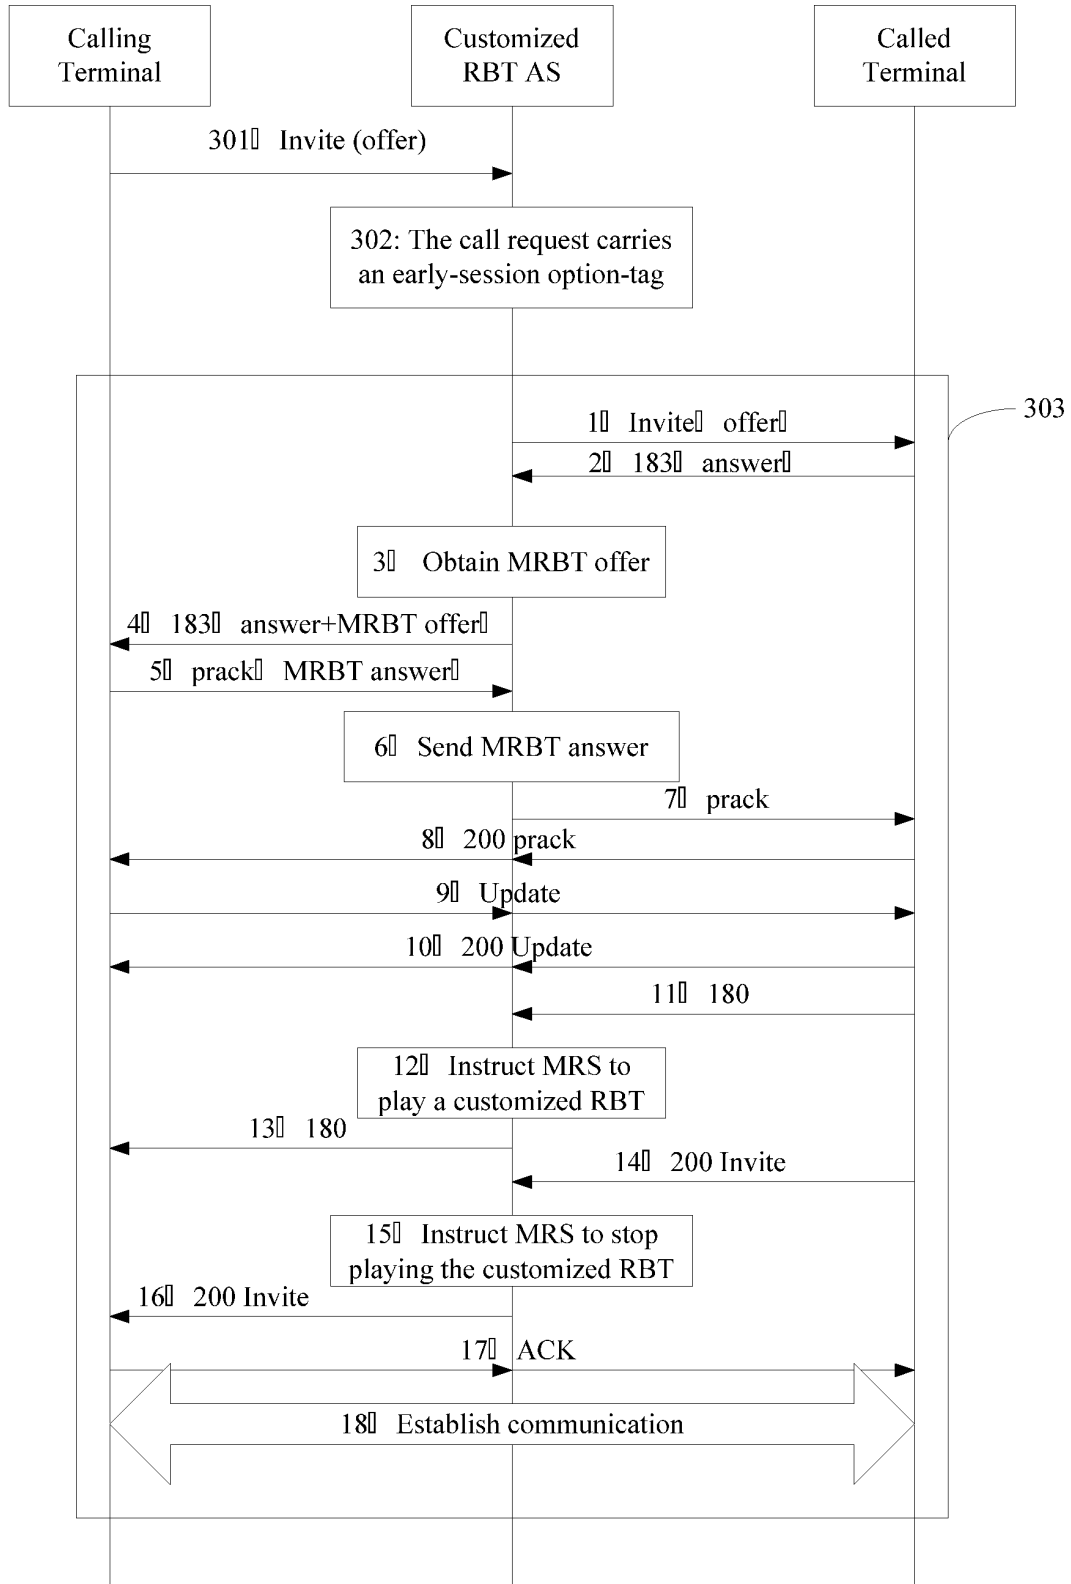 Calling
Terminal
Customized
RBT AS
Called
Terminal
301▯ Invite (offer)
302: The call request carries
an early-session option-tag
303
1▯ Invite▯ offer▯
2▯ 183▯ answer▯
3▯ Obtain MRBT offer
4▯ 183▯ answer+MRBT offer▯
5▯ prack▯ MRBT answer▯
6▯ Send MRBT answer
7▯ prack
8▯ 200 prack
9▯ Update
10▯ 200 Update
11▯ 180
12▯ Instruct MRS to
play a customized RBT
13▯ 180
14▯ 200 Invite
15▯ Instruct MRS to stop
playing the customized RBT
16▯ 200 Invite
17▯ ACK
18▯ Establish communication